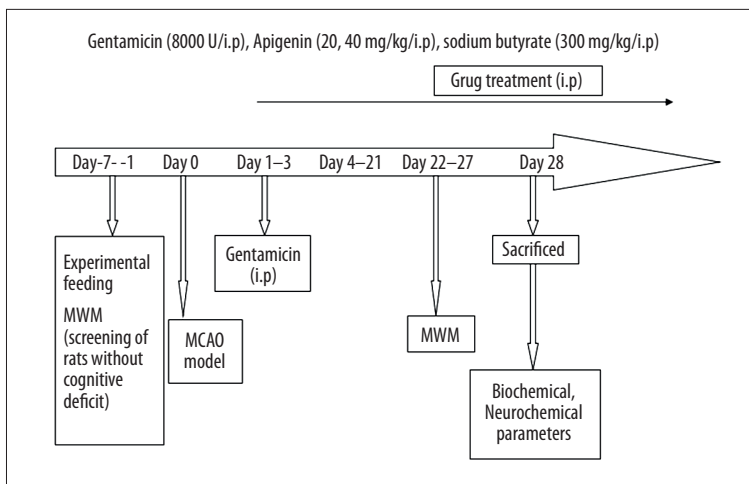 Gentamicin (8000 U/i.p), Apigenin (20, 40 mg/kg/i.p), sodium butyrate (300 mg/kg/i.p)
Grug treatment (i.p)
Day-7- -1 Day 0 Day 1–3 Day 4–21 Day 22–27 Day 28
Experimental
feeding
MWM
(screening of
rats without
cognitive
deficit)
MCAO
model
Gentamicin
(i.p)
MWM
Sacrificed
Biochemical,
Neurochemical
parameters